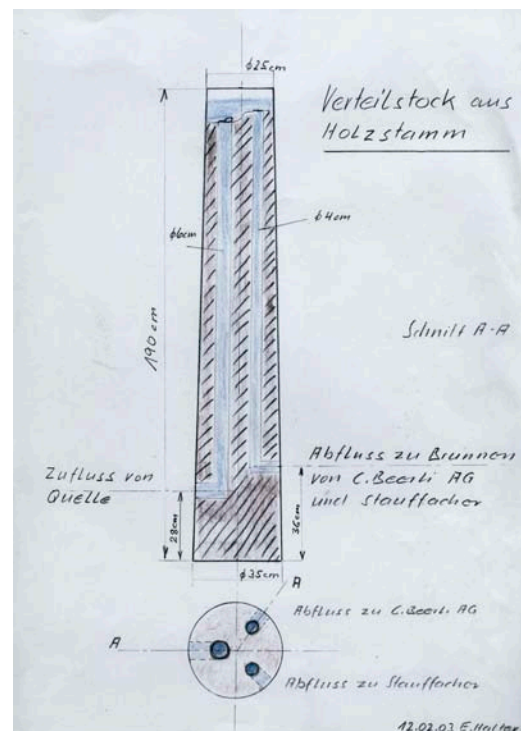 ϕ25cm
Verteilstock aus
Holzstamm
ϕ6cm
ϕ4cm
190cm
Schnitt A-A
Zufluss von
Quelle
Abfluss zu Brunnen
von C. Beerli AG
und Stauffacher
28cm
36cm
ϕ35cm
A
A
Abfluss zu C. Beerli AG
Abfluss zu Stauffacher
12.02.03 E.